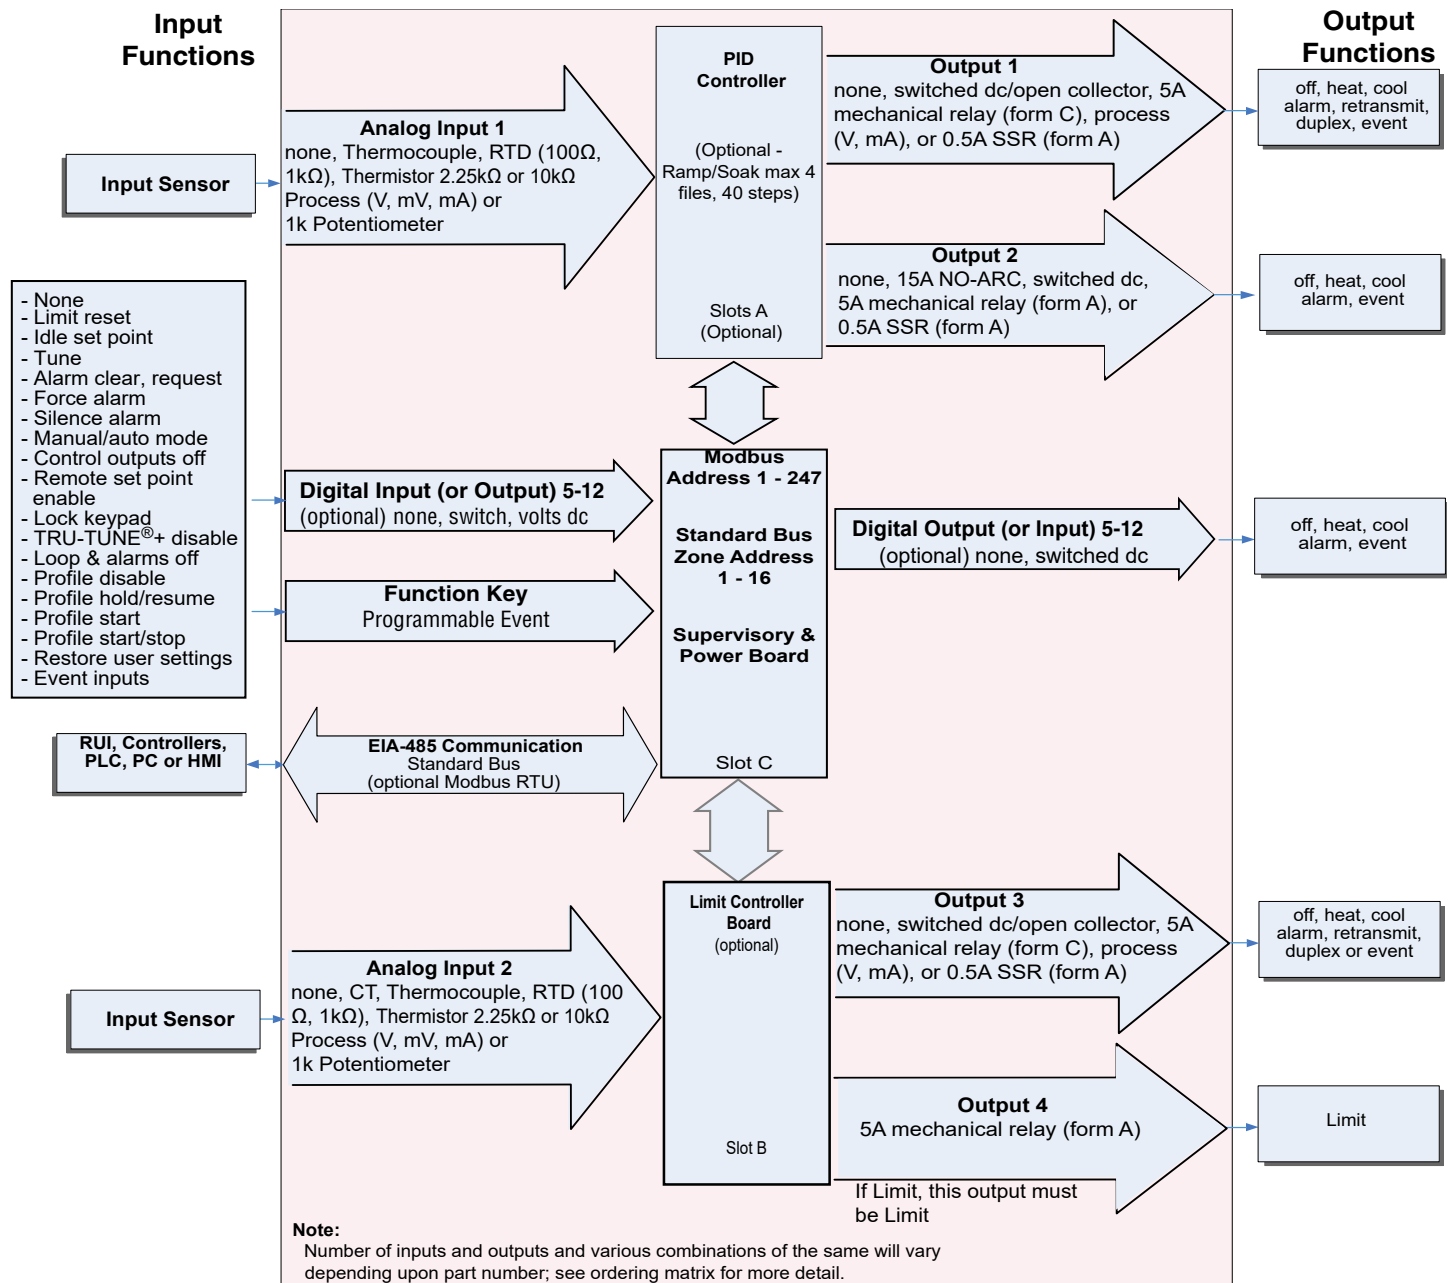 Input
Functions
Output
Functions
Input Sensor
Analog Input 1
none, Thermocouple, RTD (100Ω,
1kΩ), Thermistor 2.25kΩ or 10kΩ
Process (V, mV, mA) or
1k Potentiometer
PID
Controller
(Optional -
Ramp/Soak max 4
files, 40 steps)
Slots A
(Optional)
Output 1
none, switched dc/open collector, 5A
mechanical relay (form C), process
(V, mA), or 0.5A SSR (form A)
off, heat, cool
alarm, retransmit,
duplex, event
Output 2
none, 15A NO-ARC, switched dc,
5A mechanical relay (form A), or
0.5A SSR (form A)
off, heat, cool
alarm, event
- None
- Limit reset
- Idle set point
- Tune
- Alarm clear, request
- Force alarm
- Silence alarm
- Manual/auto mode
- Control outputs off
- Remote set point
enable
- Lock keypad
- TRU-TUNE®+ disable
- Loop & alarms off
- Profile disable
- Profile hold/resume
- Profile start
- Profile start/stop
- Restore user settings
- Event inputs
Digital Input (or Output) 5-12
(optional) none, switch, volts dc
Function Key
Programmable Event
Modbus
Address 1 - 247
Standard Bus
Zone Address
1 - 16
Supervisory &
Power Board
Slot C
Digital Output (or Input) 5-12
(optional) none, switched dc
off, heat, cool
alarm, event
RUI, Controllers,
PLC, PC or HMI
EIA-485 Communication
Standard Bus
(optional Modbus RTU)
Input Sensor
Analog Input 2
none, CT, Thermocouple, RTD (100
Ω, 1kΩ), Thermistor 2.25kΩ or 10kΩ
Process (V, mV, mA) or
1k Potentiometer
Limit Controller
Board
(optional)
Slot B
Output 3
none, switched dc/open collector, 5A
mechanical relay (form C), process
(V, mA), or 0.5A SSR (form A)
off, heat, cool
alarm, retransmit,
duplex or event
Output 4
5A mechanical relay (form A)
Limit
If Limit, this output must
be Limit
Note:
Number of inputs and outputs and various combinations of the same will vary
depending upon part number; see ordering matrix for more detail.